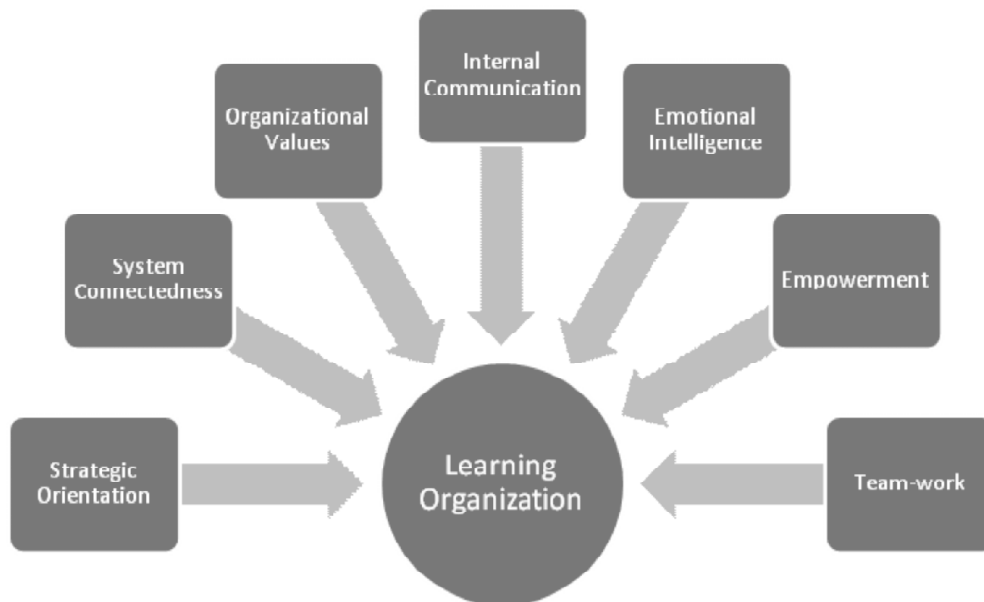 Internal
Communication
Organizational
Values
Emotional
Intelligence
System
Connectedness
Empowerment
Strategic
Orientation
Learning
Organization
Team-work